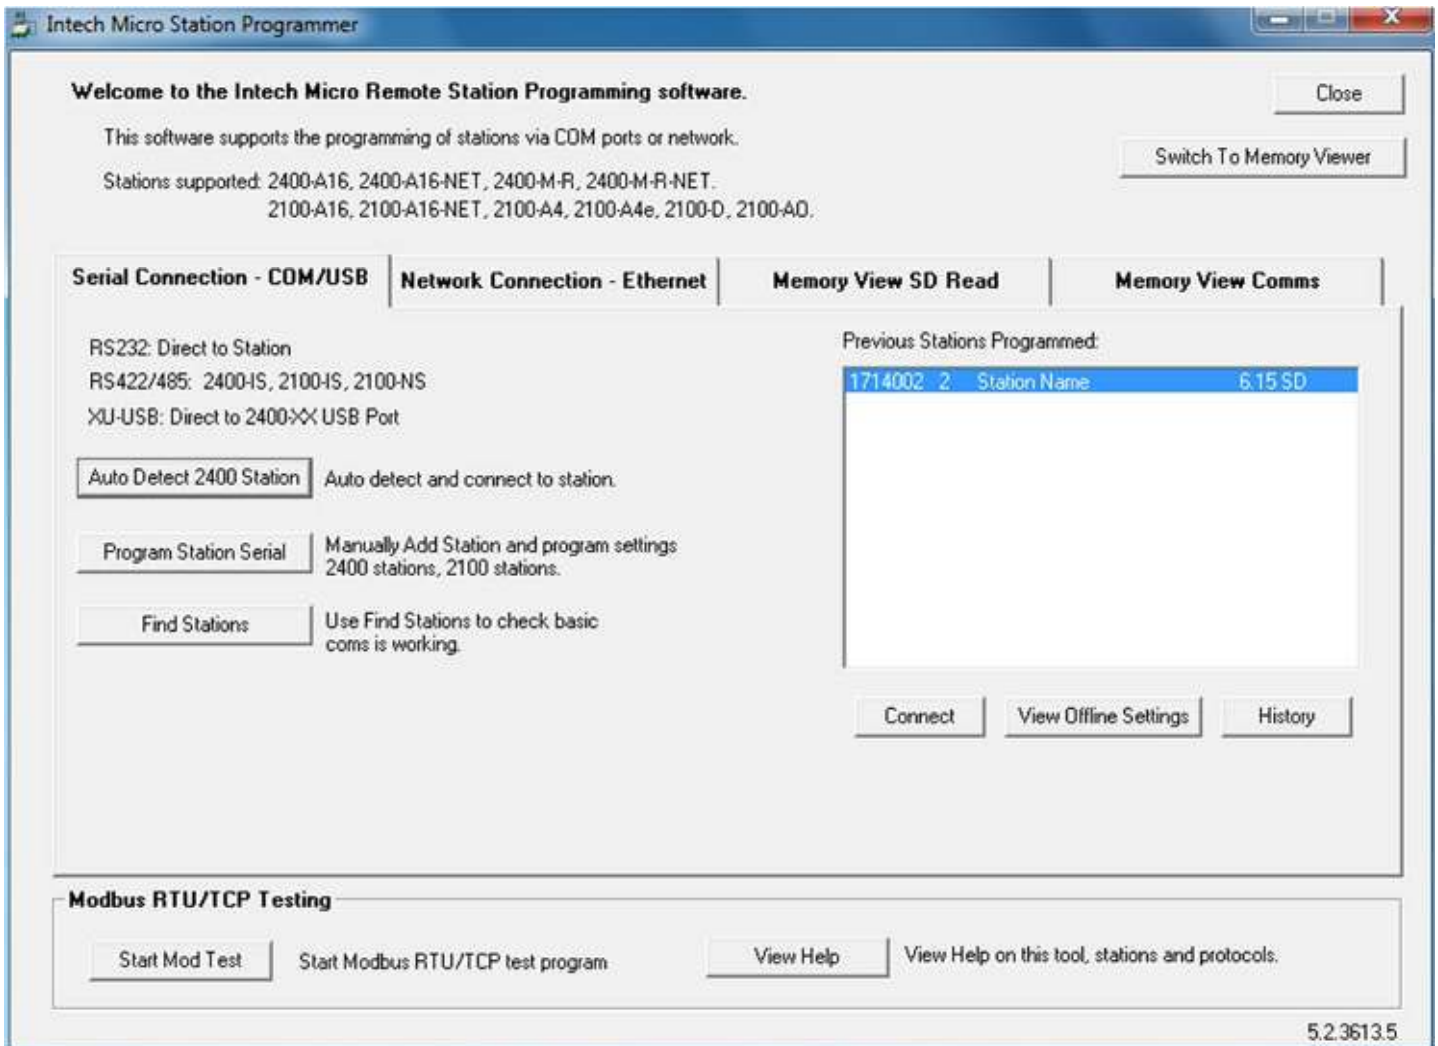 Intech Micro Station Programmer
Welcome to the Intech Micro Remote Station Programming software.
Close
This software supports the programming of stations via COM ports or network.
Switch To Memory Viewer
Stations supported: 2400-A16, 2400-A16-NET, 2400-M-R, 2400-M-R-NET.
2100-A16, 2100-A16-NET, 2100-A4, 2100-A4e, 2100-D, 2100-AO.
Serial Connection - COM/USB
Network Connection - Ethernet
Memory View SD Read
Memory View Comms
RS232: Direct to Station
RS422/485: 2400-IS, 2100-IS, 2100-NS
XU-USB: Direct to 2400-XX USB Port
Auto Detect 2400 Station
Auto detect and connect to station.
Program Station Serial
Manually Add Station and program settings
2400 stations, 2100 stations.
Find Stations
Use Find Stations to check basic
coms is working.
Previous Stations Programmed:
1714002 2 Station Name 6.15 SD
Connect
View Offline Settings
History
Modbus RTU/TCP Testing
Start Mod Test
Start Modbus RTU/TCP test program
View Help
View Help on this tool, stations and protocols.
5.2.3613.5